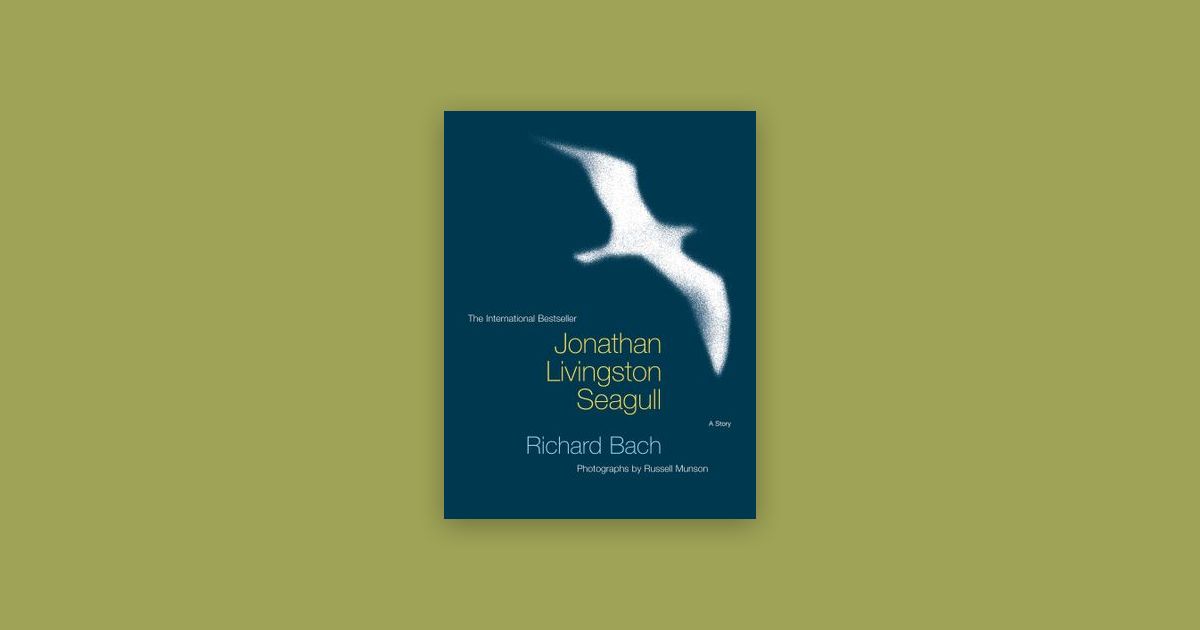 The International Bestseller
Jonathan
Livingston
Seagull
A Story
Richard Bach
Photographs by Russell Munson